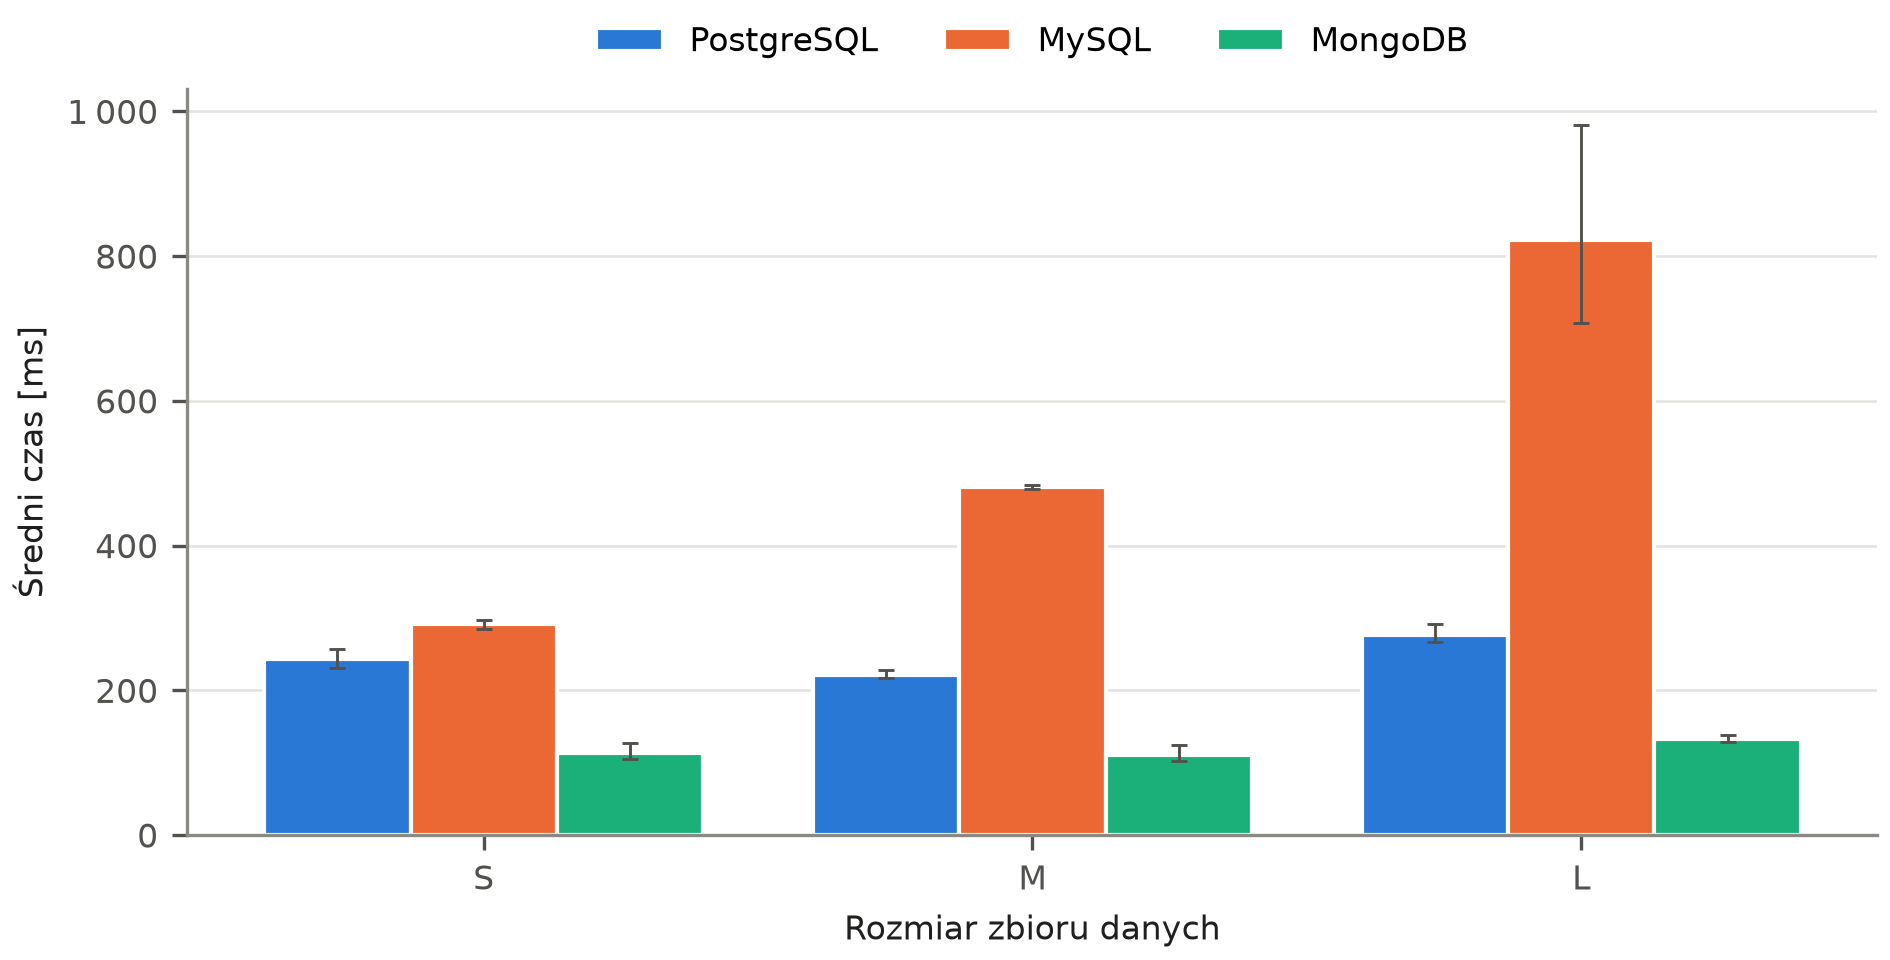 PostgreSQL MySQL MongoDB
1 000
800
600
400
200
0
Średni czas [ms]
S M L
Rozmiar zbioru danych